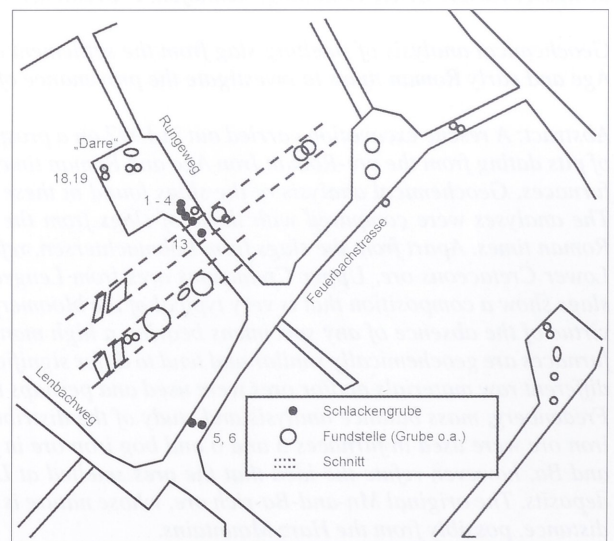 „Darre"
18,19
Rungeweg
1 - 4
13
Feuerbachstrasse
Lenbachweg
5, 6
Schlackengrube
Fundstelle (Grube o.a.)
Schnitt